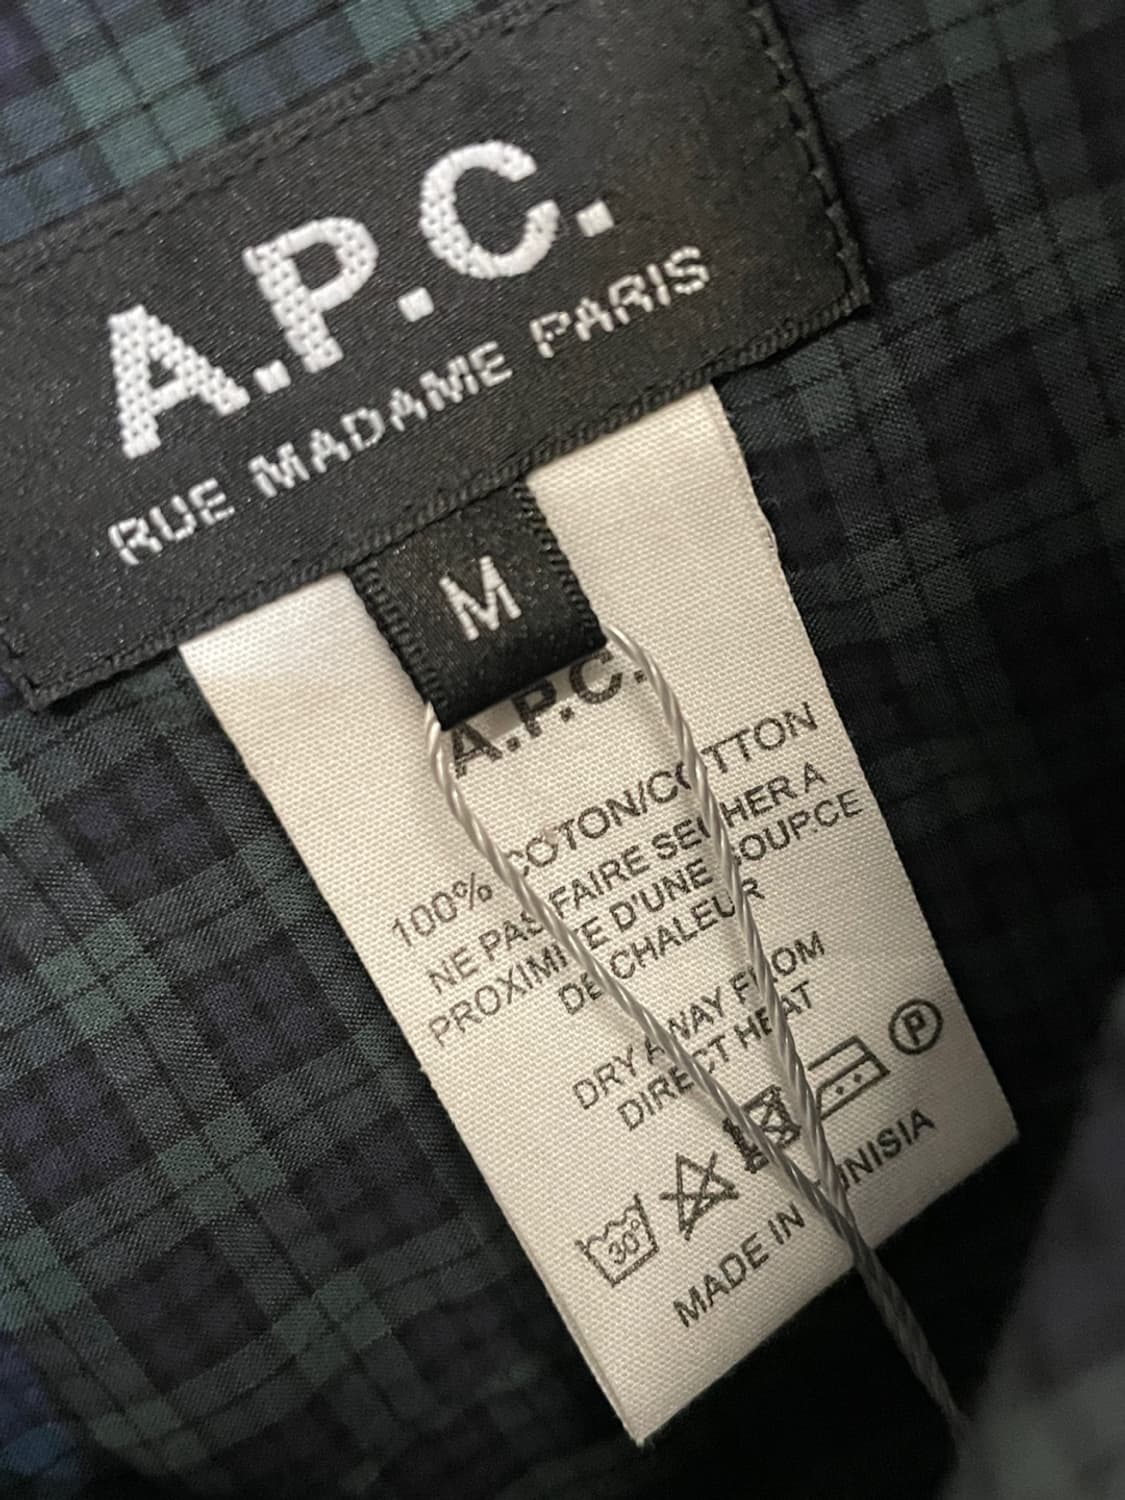 A.P.C.
RUE MADAME PARIS
M
A.P.C.
100% COTON/COTTON
NE PAS FAIRE SECHER A
PROXIMITE D'UNE SOUPCE
DE CHALEUR
DRY AWAY FROM
DIRECT HEAT
30°
P
MADE IN TUNISIA